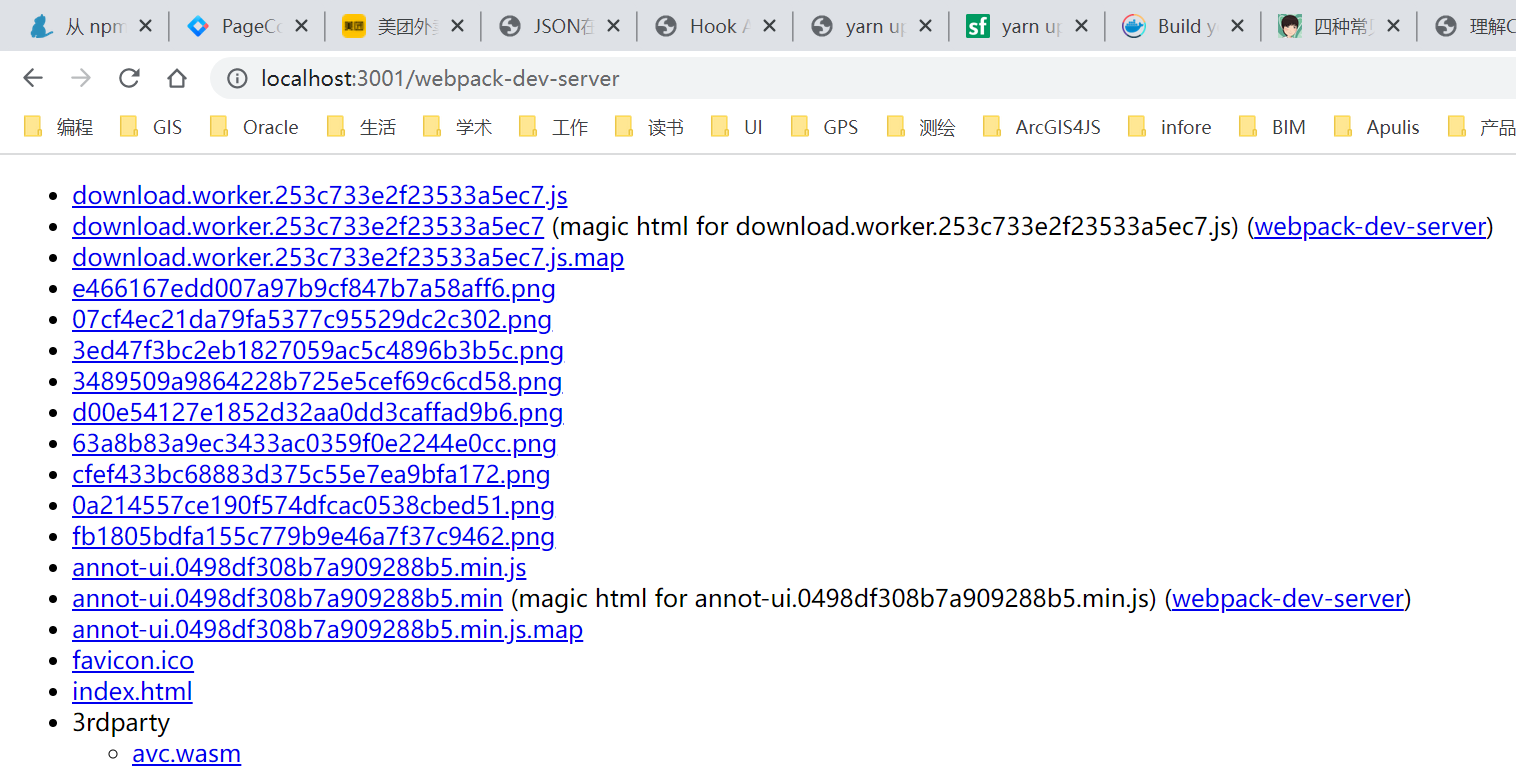 从 npm PageCo 美团外卖 JSON在 Hook A yarn up yarn up Build yo 四种常见 理解C
localhost:3001/webpack-dev-server
编程 GIS Oracle 生活 学术 工作 读书 UI GPS 测绘 ArcGIS4JS infore BIM Apulis 产品
download.worker.253c733e2f23533a5ec7.js
download.worker.253c733e2f23533a5ec7 (magic html for download.worker.253c733e2f23533a5ec7.js) (webpack-dev-server)
download.worker.253c733e2f23533a5ec7.js.map
e466167edd007a97b9cf847b7a58aff6.png
07cf4ec21da79fa5377c95529dc2c302.png
3ed47f3bc2eb1827059ac5c4896b3b5c.png
3489509a9864228b725e5cef69c6cd58.png
d00e54127e1852d32aa0dd3caffad9b6.png
63a8b83a9ec3433ac0359f0e2244e0cc.png
cfef433bc68883d375c55e7ea9bfa172.png
0a214557ce190f574dfcac0538cbed51.png
fb1805bdfa155c779b9e46a7f37c9462.png
annot-ui.0498df308b7a909288b5.min.js
annot-ui.0498df308b7a909288b5.min (magic html for annot-ui.0498df308b7a909288b5.min.js) (webpack-dev-server)
annot-ui.0498df308b7a909288b5.min.js.map
favicon.ico
index.html
3rdparty
avc.wasm